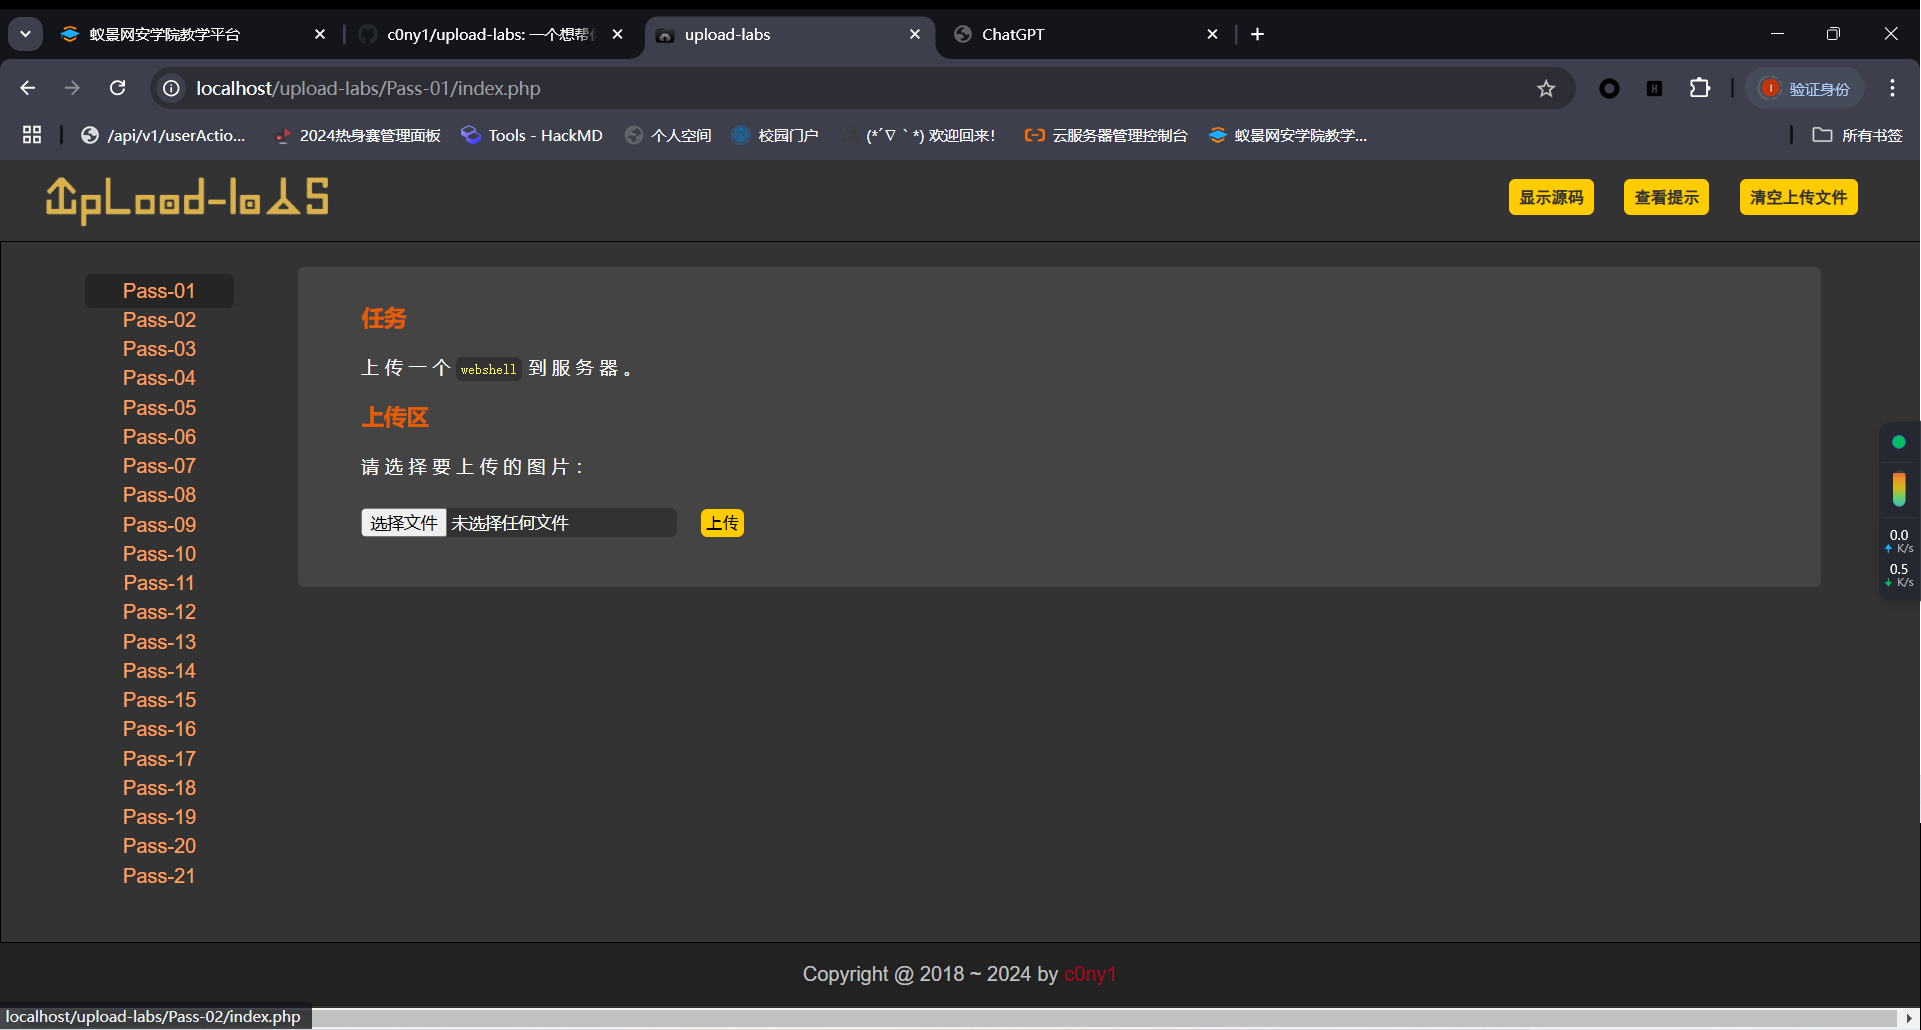 蚁景网安学院教学平台
c0ny1/upload-labs: 一个想帮
upload-labs
ChatGPT
localhost/upload-labs/Pass-01/index.php
验证身份
/api/v1/userActio...
2024热身赛管理面板
Tools - HackMD
个人空间
校园门户
(*´∇｀*) 欢迎回来！
云服务器管理控制台
蚁景网安学院教学...
所有书签
UpLoad-labS
显示源码
查看提示
清空上传文件
Pass-01
Pass-02
Pass-03
Pass-04
Pass-05
Pass-06
Pass-07
Pass-08
Pass-09
Pass-10
Pass-11
Pass-12
Pass-13
Pass-14
Pass-15
Pass-16
Pass-17
Pass-18
Pass-19
Pass-20
Pass-21
任务
上传一个 webshell 到服务器。
上传区
请选择要上传的图片：
选择文件 未选择任何文件
上传
0.0
K/s
0.5
K/s
Copyright @ 2018 ~ 2024 by c0ny1
localhost/upload-labs/Pass-02/index.php